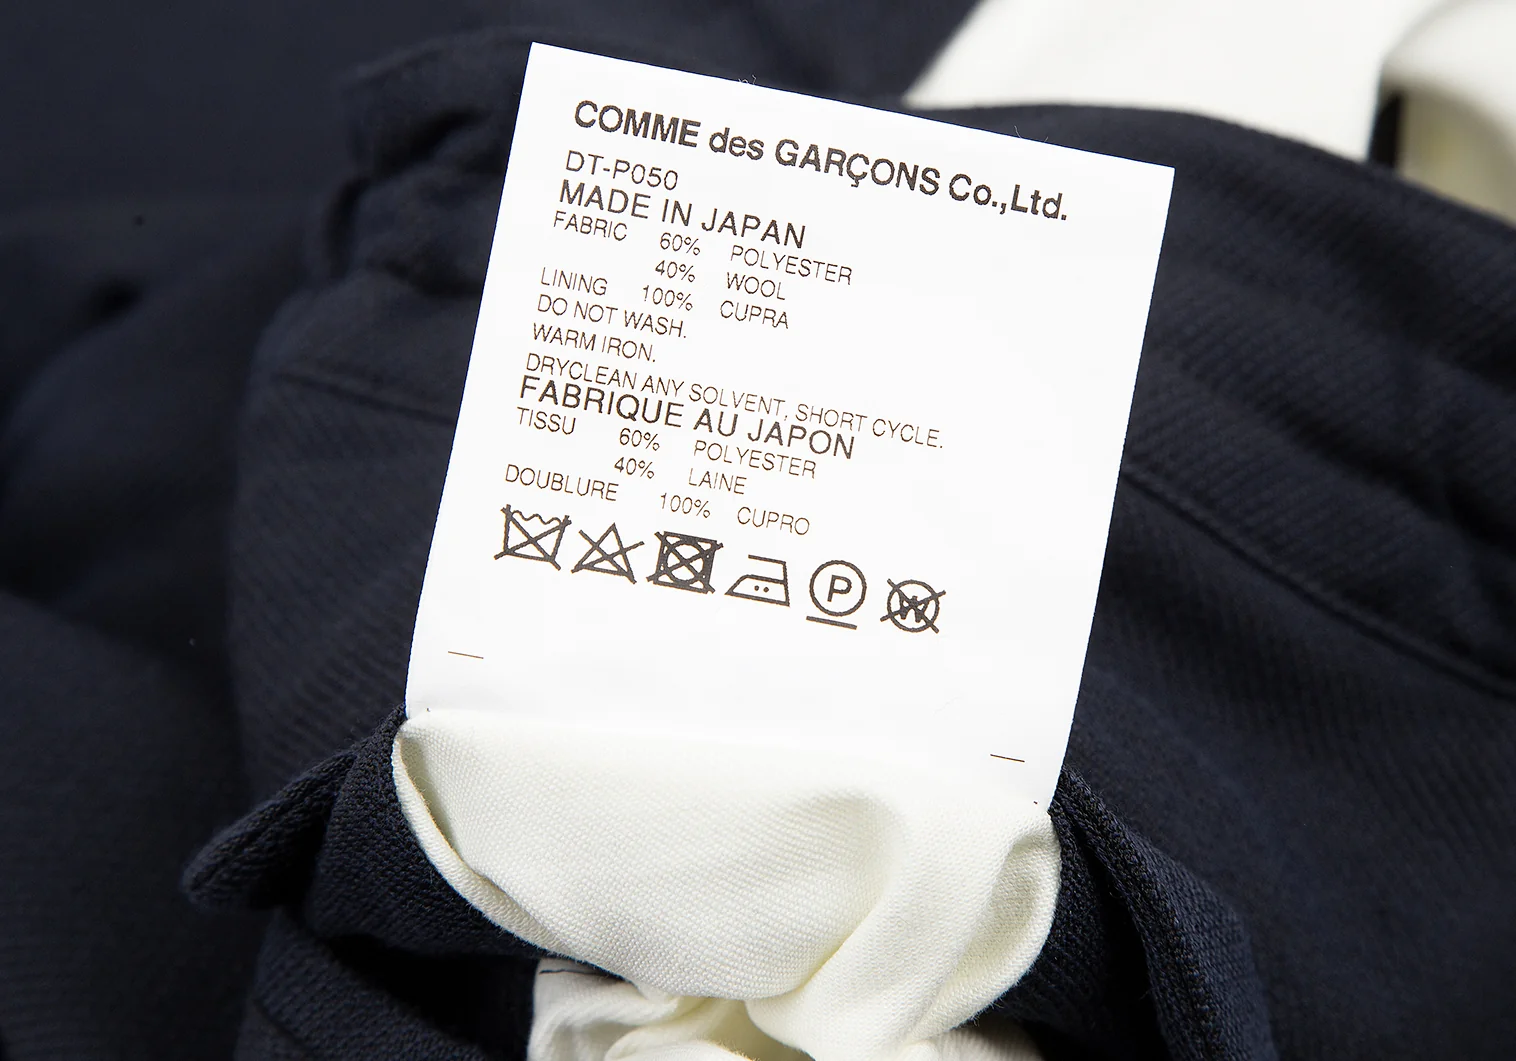 COMME des GARÇONS Co.,Ltd.
DT-P050
MADE IN JAPAN
FABRIC 60% POLYESTER
40% WOOL
LINING 100% CUPRA
DO NOT WASH.
WARM IRON.
DRYCLEAN ANY SOLVENT, SHORT CYCLE.
FABRIQUE AU JAPON
TISSU 60% POLYESTER
40% LAINE
DOUBLURE 100% CUPRO
P W